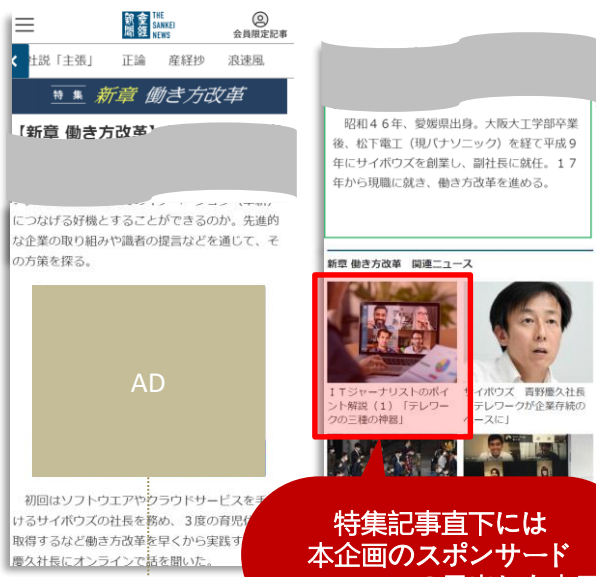 産経新聞 THE SANKEI NEWS
会員限定記事
社説「主張」 正論 産経抄 浪速風
特集 新章 働き方改革
【新章 働き方改革】
につなげる好機とすることができるのか。先進的
な企業の取り組みや識者の提言などを通じて、そ
の方策を探る。
AD
初回はソフトウエアやクラウドサービスを手
けるサイボウズの社長を務め、３度の育児休
取得するなど働き方改革を早くから実践す
慶久社長にオンラインで話を聞いた。
昭和４６年、愛媛県出身。大阪大工学部卒業
後、松下電工（現パナソニック）を経て平成９
年にサイボウズを創業し、副社長に就任。１７
年から現職に就き、働き方改革を進める。
新章 働き方改革 関連ニュース
ＩＴジャーナリストのポイ
ント解説（１）「テレワー
クの三種の神器」
サイボウズ 青野慶久社長
「テレワークが企業存続の
ベースに」
特集記事直下には
本企画のスポンサード